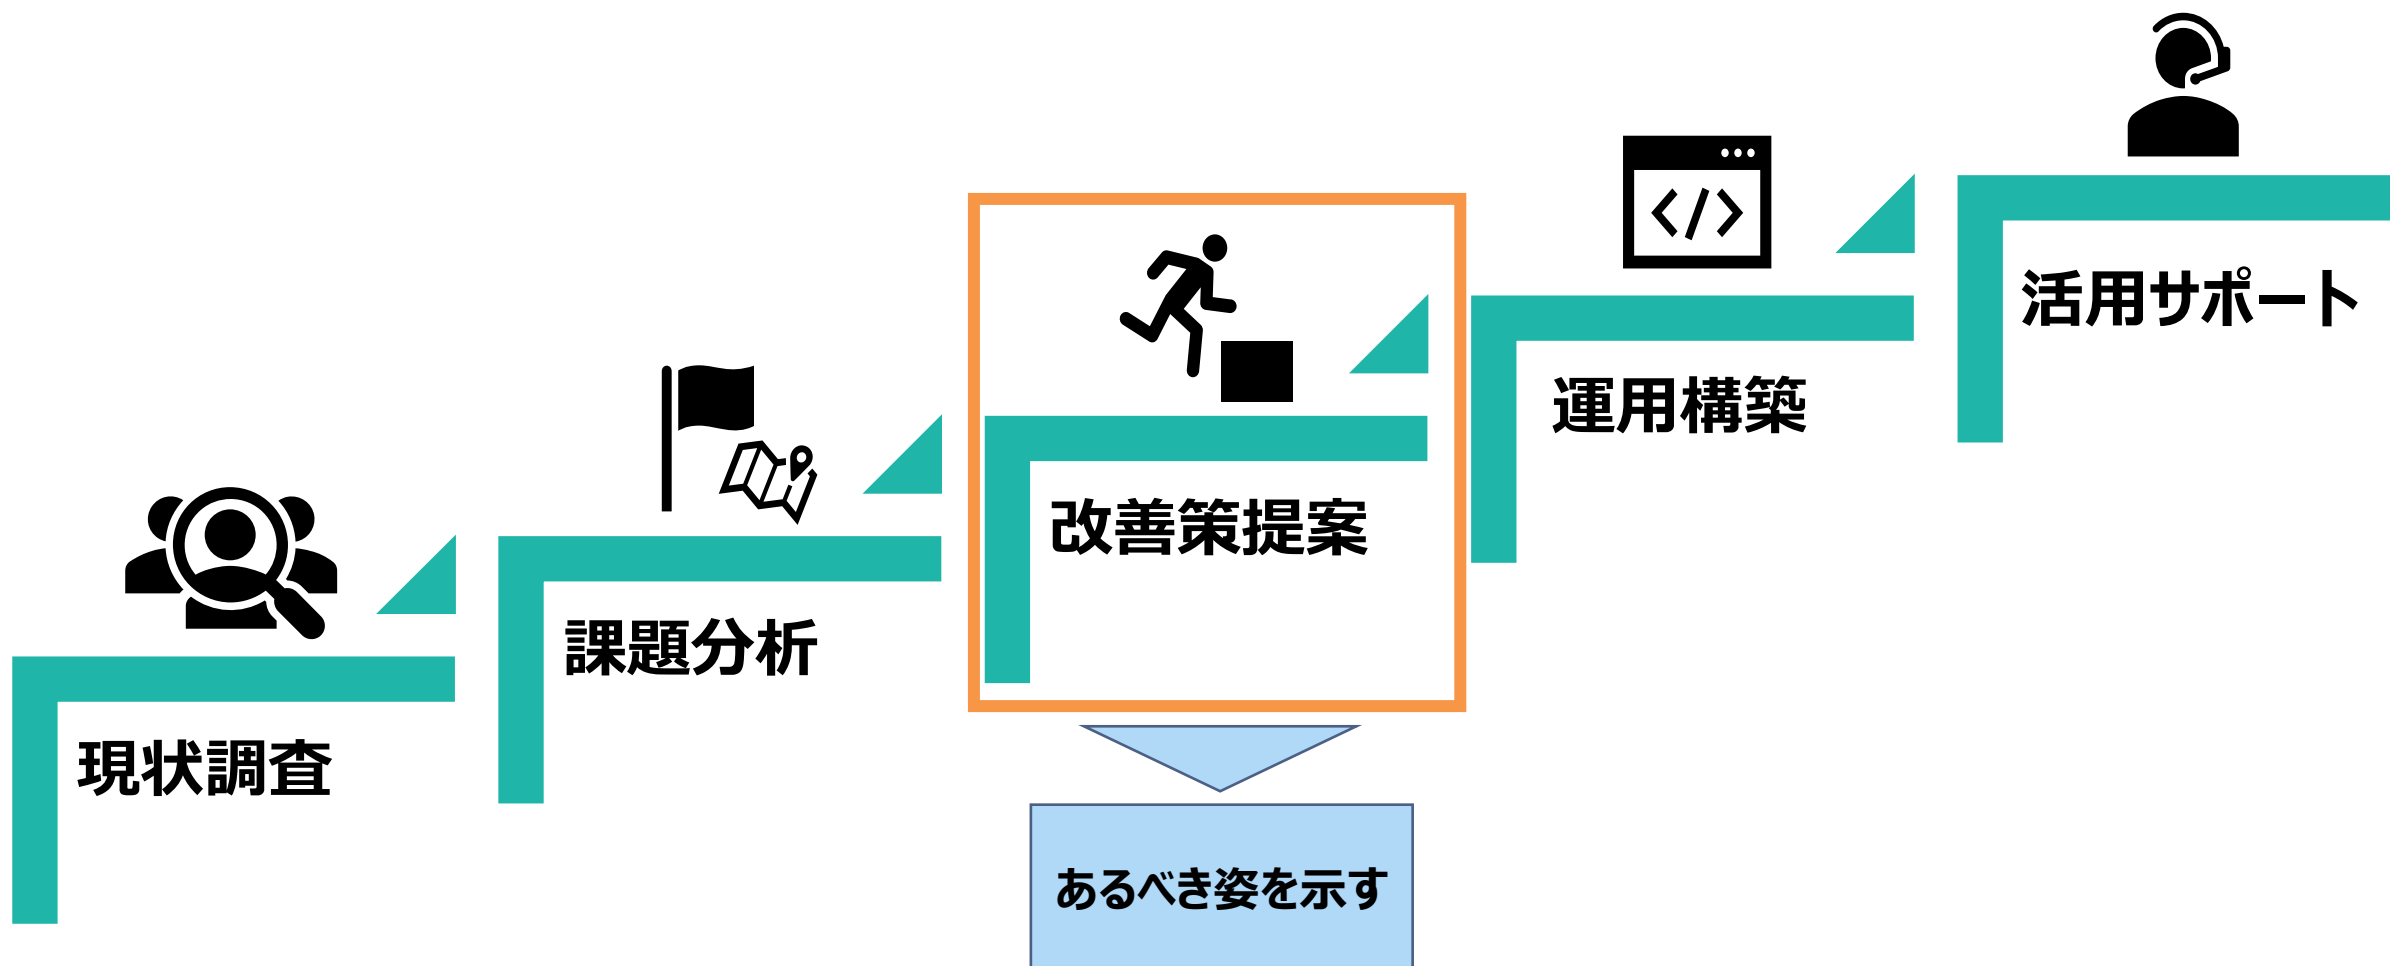 現状調査
課題分析
改善策提案
運用構築
活用サポート
あるべき姿を示す